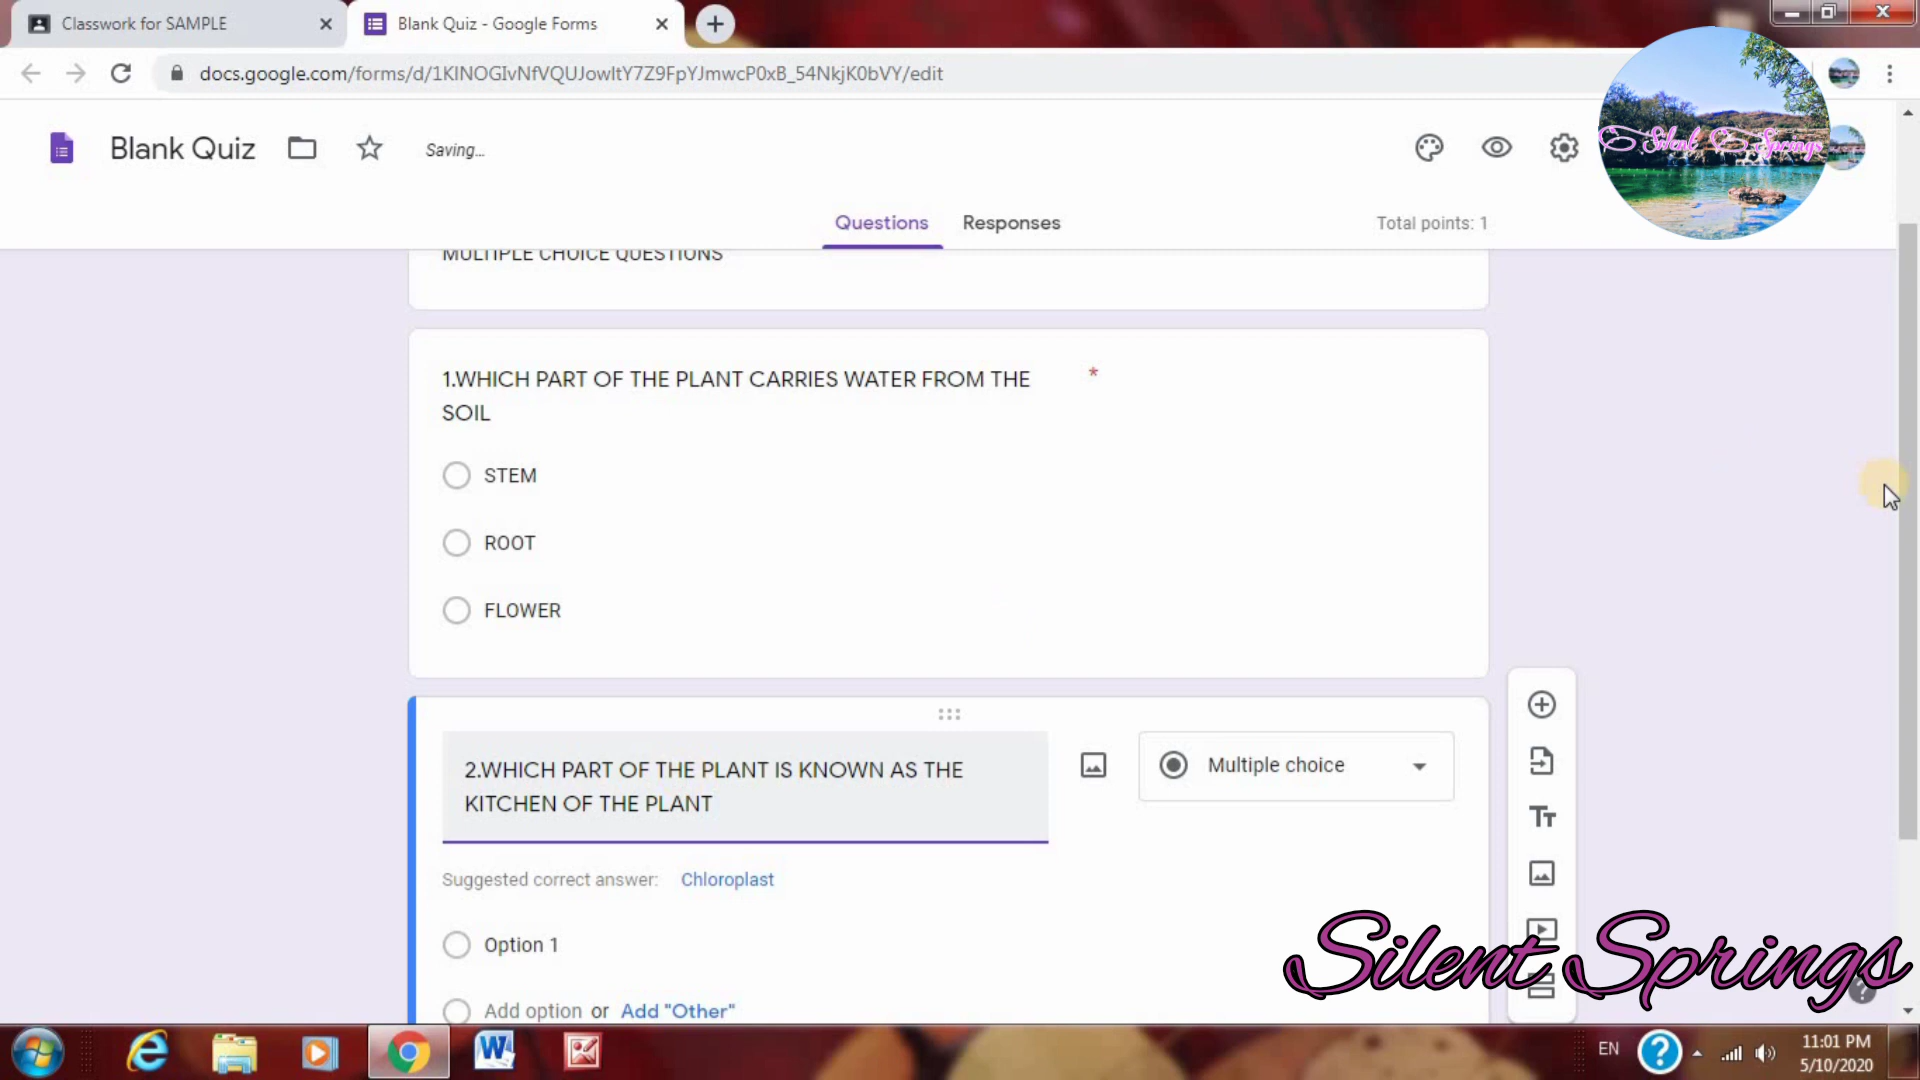 Classwork for SAMPLE
Blank Quiz - Google Forms
docs.google.com/forms/d/1KINOGIvNfVQUJowltY7Z9FpYJmwcP0xB_54NkjK0bVY/edit
Blank Quiz
Saving...
Silent Springs
Questions
Responses
Total points: 1
MULTIPLE CHOICE QUESTIONS
1.WHICH PART OF THE PLANT CARRIES WATER FROM THE
SOIL
*
STEM
ROOT
FLOWER
2.WHICH PART OF THE PLANT IS KNOWN AS THE
KITCHEN OF THE PLANT
Multiple choice
Suggested correct answer: Chloroplast
Option 1
Add option or Add "Other"
Silent Springs
EN
11:01 PM
5/10/2020